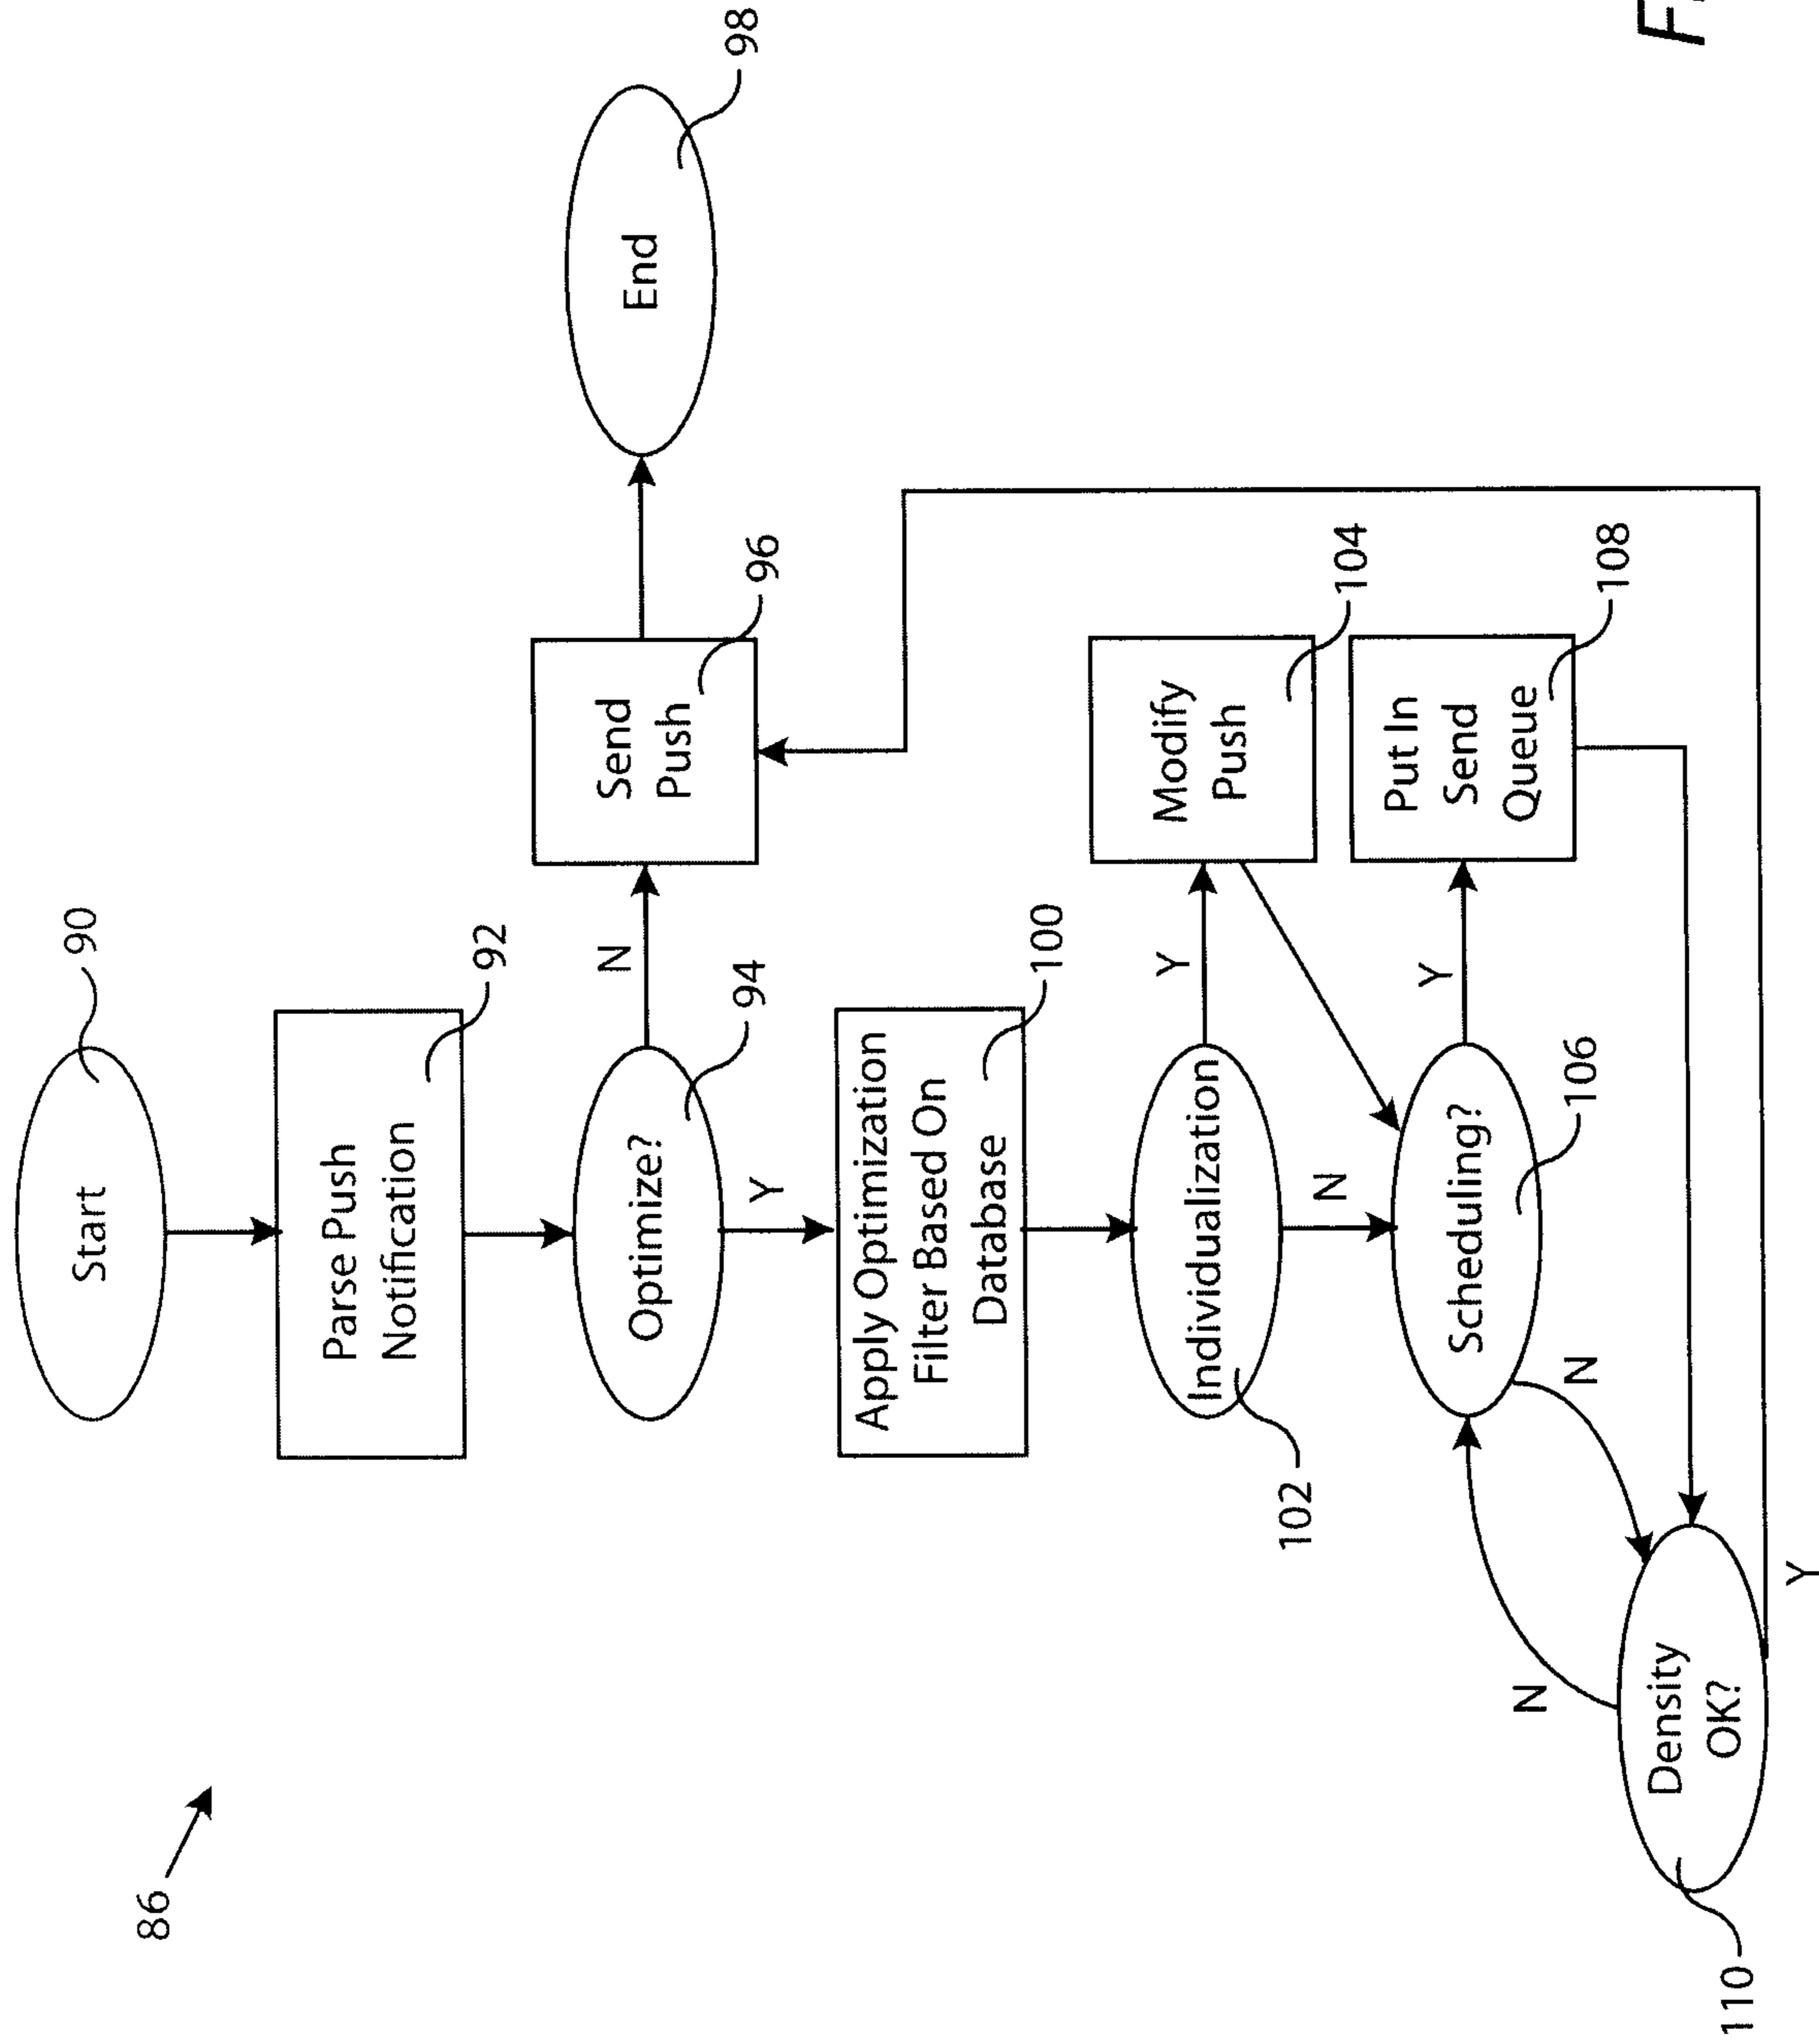 86
Start
90
Parse Push
Notification
92
Optimize?
94
N
Y
Send
Push
96
End
98
Apply Optimization
Filter Based On
Database
100
Individualization
102
Y
N
Modify
Push
104
Scheduling?
106
Y
N
Put In
Send
Queue
108
Density
OK?
110
N
Y